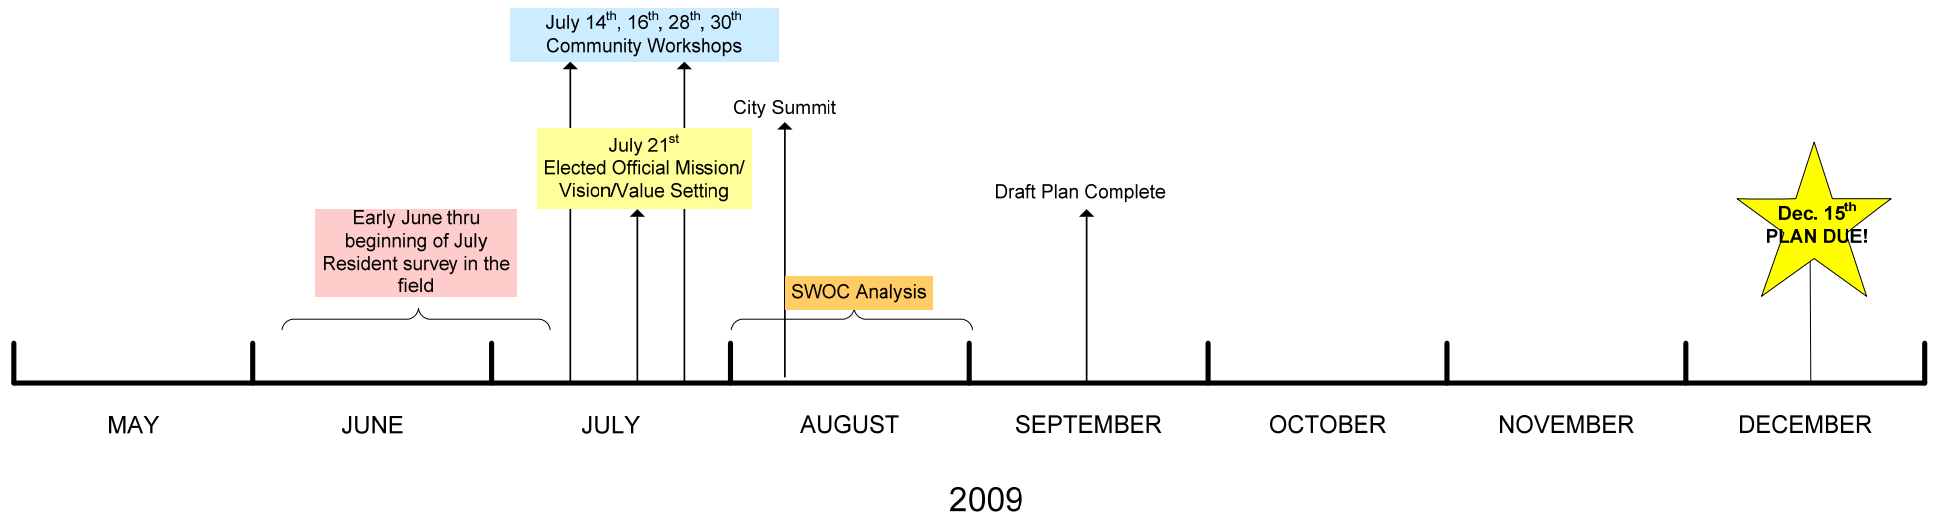 July 14th, 16th, 28th, 30th
Community Workshops
City Summit
July 21st
Elected Official Mission/
Vision/Value Setting
Draft Plan Complete
Early June thru
beginning of July
Resident survey in the
field
Dec. 15th
PLAN DUE!
SWOC Analysis
MAY
JUNE
JULY
AUGUST
SEPTEMBER
OCTOBER
NOVEMBER
DECEMBER
2009